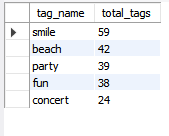 tag_name total_tags
smile 59
beach 42
party 39
fun 38
concert 24